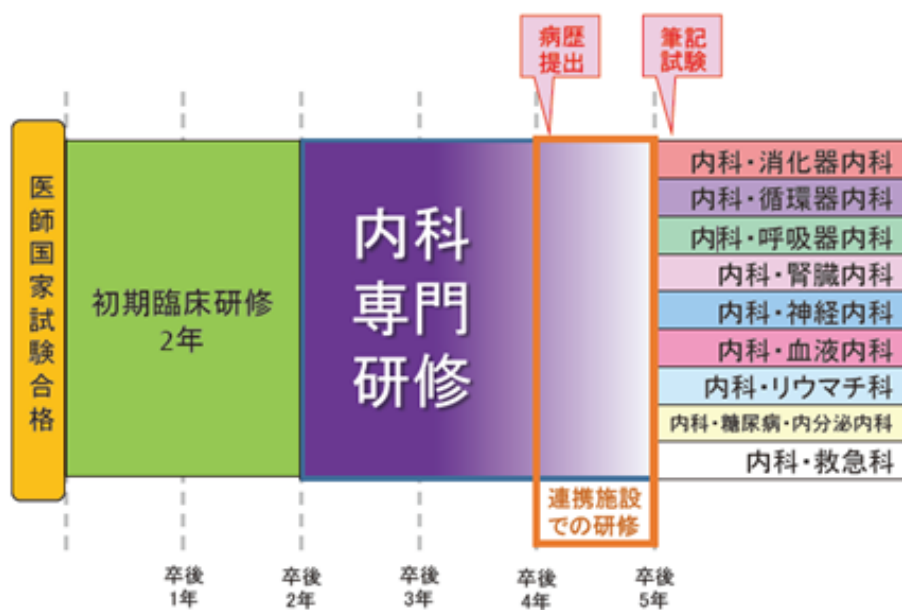 病歴
提出
筆記
試験
医師国家試験合格
初期臨床研修
2年
内科
専門
研修
内科・消化器内科
内科・循環器内科
内科・呼吸器内科
内科・腎臓内科
内科・神経内科
内科・血液内科
内科・リウマチ科
内科・糖尿病・内分泌内科
内科・救急科
連携施設
での研修
卒後
1年
卒後
2年
卒後
3年
卒後
4年
卒後
5年